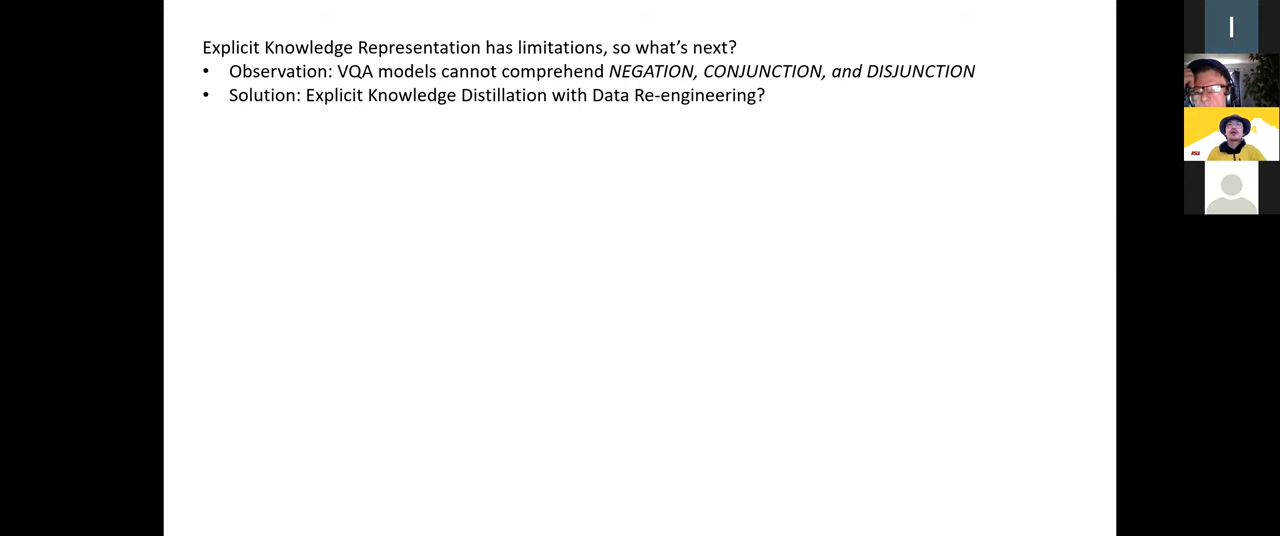 Explicit Knowledge Representation has limitations, so what's next?
• Observation: VQA models cannot comprehend NEGATION, CONJUNCTION, and DISJUNCTION
• Solution: Explicit Knowledge Distillation with Data Re-engineering?
I